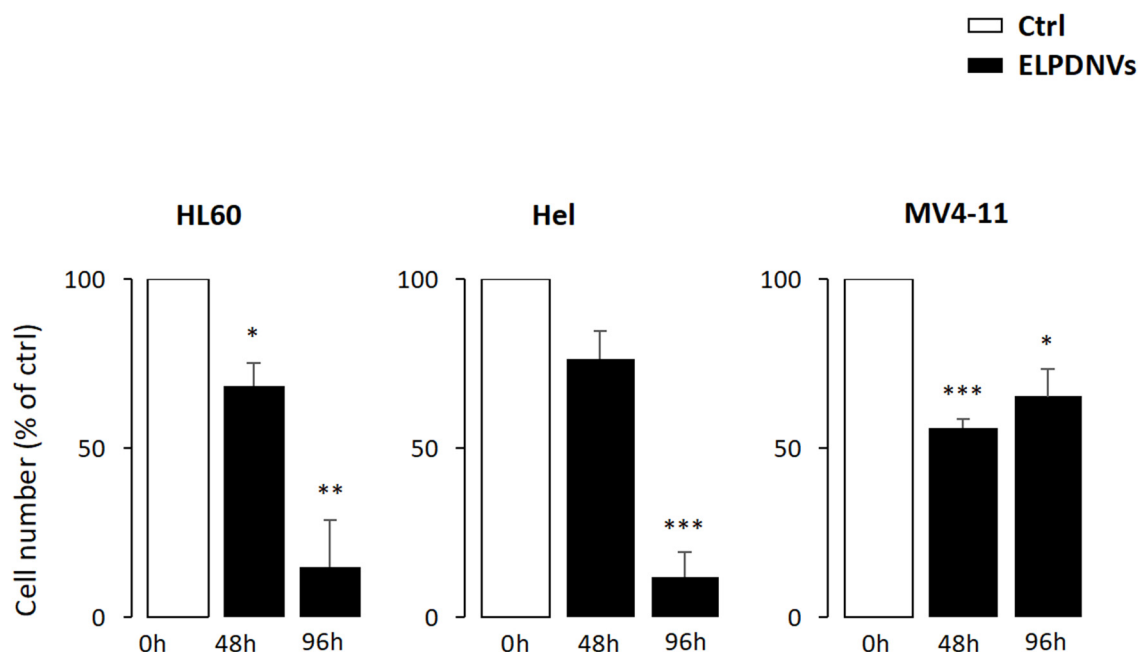 Ctrl
ELPDNVs
HL60
Hel
MV4-11
Cell number (% of ctrl)
100
50
0
*
**
0h
48h
96h
100
50
0
***
0h
48h
96h
100
50
0
***
*
0h
48h
96h